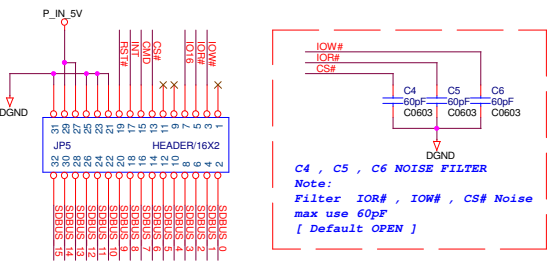 P_IN_5V
DGND
RST#
INT
CMD
CS#
IO16
IOR#
IOW#
31 29 27 25 23 21 19 17 15 13 11 9 7 5 3 1
JP5 HEADER/16X2
32 30 28 26 24 22 20 18 16 14 12 10 8 6 4 2
SDBUS 15
SDBUS 14
SDBUS 13
SDBUS 12
SDBUS 11
SDBUS 10
SDBUS 9
SDBUS 8
SDBUS 7
SDBUS 6
SDBUS 5
SDBUS 4
SDBUS 3
SDBUS 2
SDBUS 1
SDBUS 0
IOW#
IOR#
CS#
C4 C5 C6
60pF 60pF 60pF
C0603 C0603 C0603
DGND
C4 , C5 , C6 NOISE FILTER
Note:
Filter IOR# , IOW# , CS# Noise
max use 60pF
[ Default OPEN ]